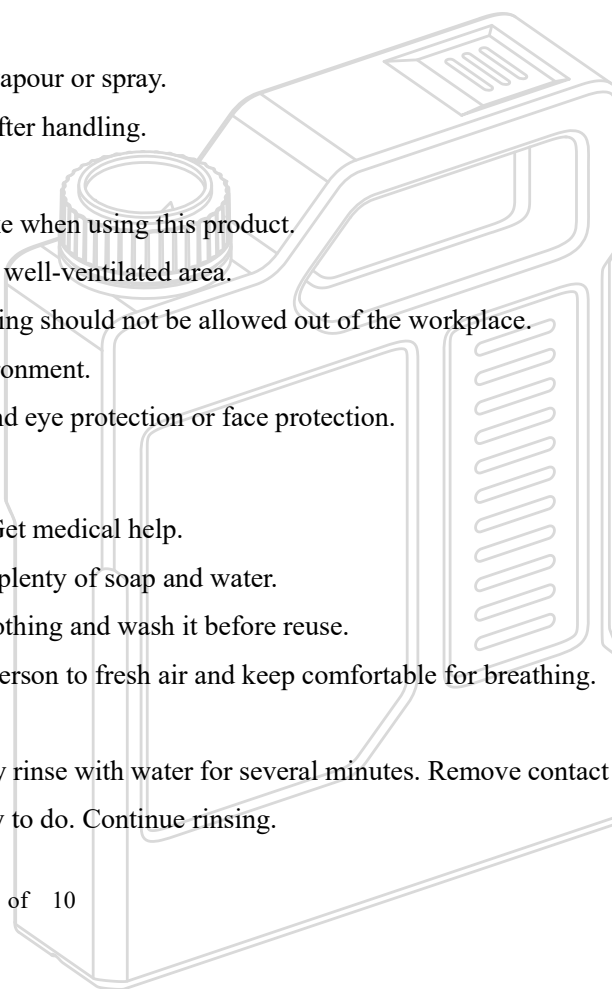 apour or spray.
fter handling.
e when using this product.
well-ventilated area.
ing should not be allowed out of the workplace.
ronment.
nd eye protection or face protection.
Get medical help.
plenty of soap and water.
othing and wash it before reuse.
erson to fresh air and keep comfortable for breathing.
y rinse with water for several minutes. Remove contact
y to do. Continue rinsing.
of 10